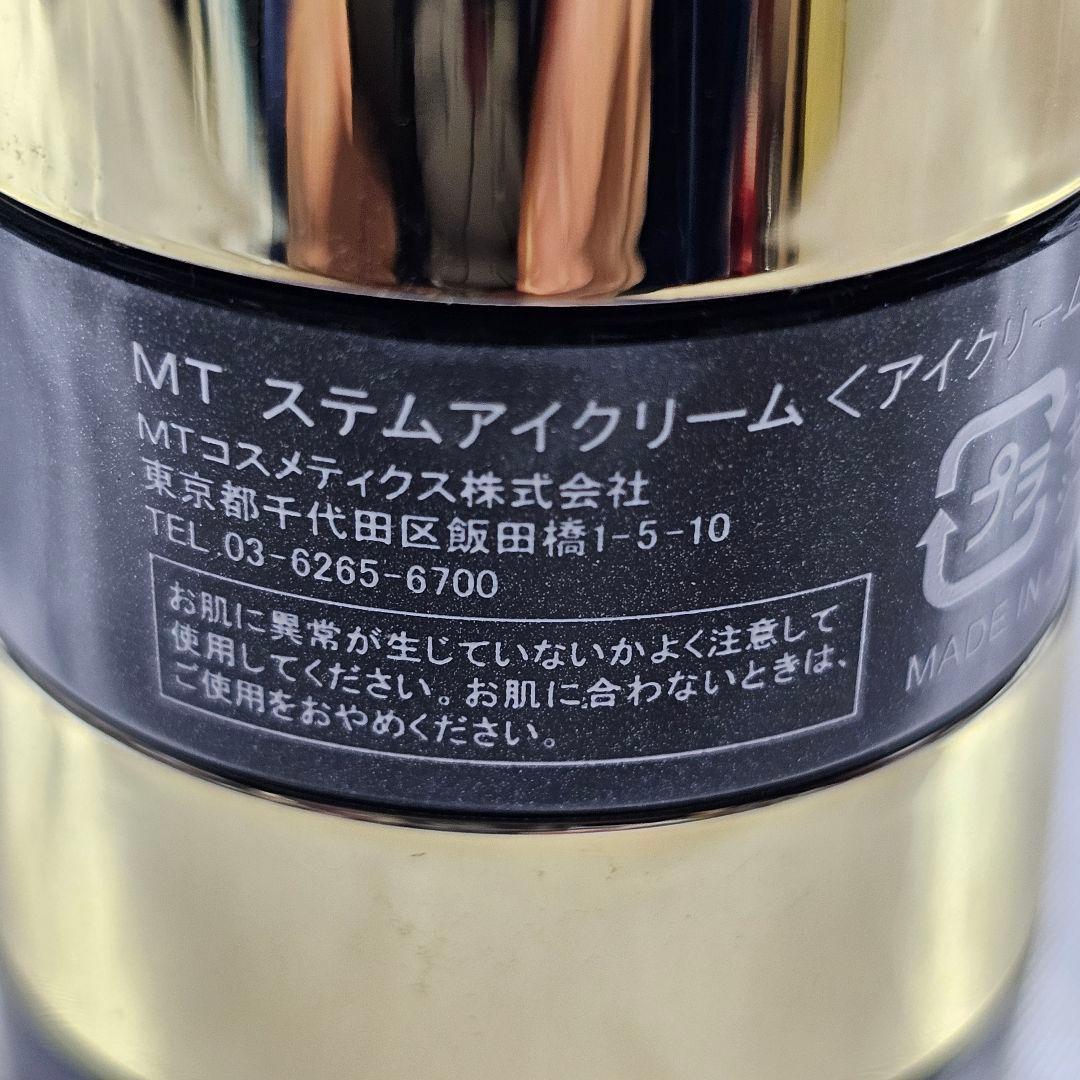 MT ステムアイクリーム <アイクリーム
MTコスメティクス株式会社
東京都千代田区飯田橋1-5-10
TEL.03-6265-6700
お肌に異常が生じていないかよく注意して
使用してください。お肌に合わないときは、
ご使用をおやめください。
プラ
MADE IN